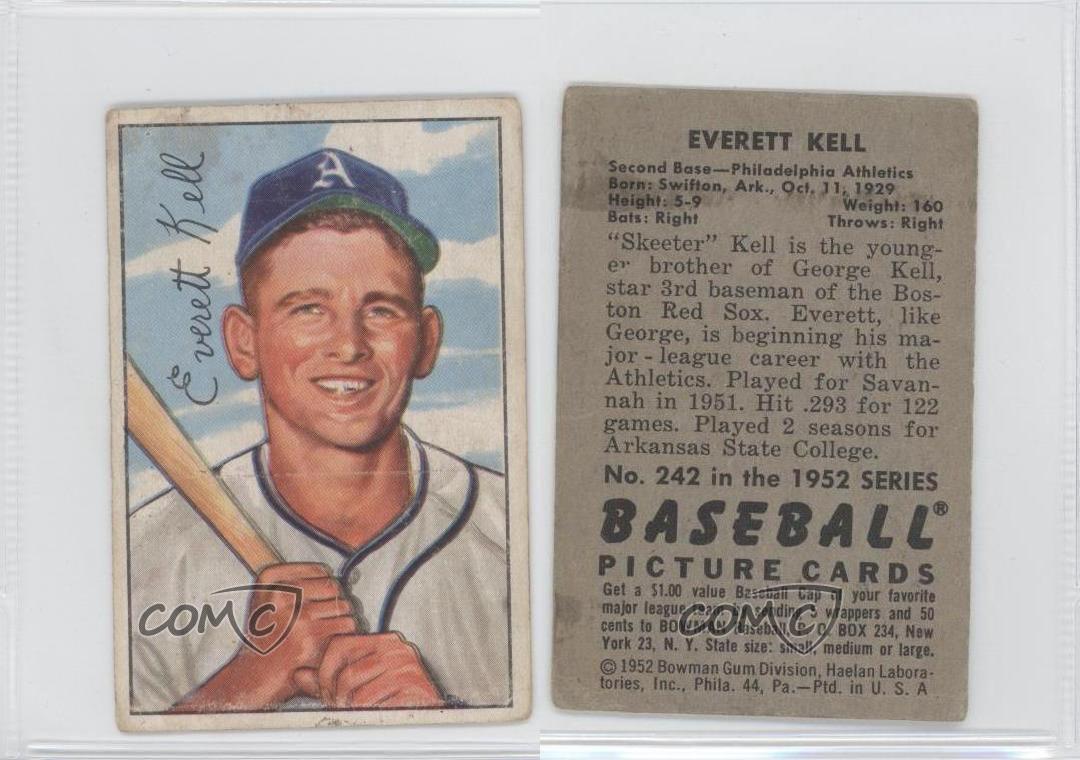 A
Everett Kell
COMC
EVERETT KELL
Second Base—Philadelphia Athletics
Born: Swifton, Ark., Oct. 11, 1929
Height: 5-9 Weight: 160
Bats: Right Throws: Right
"Skeeter" Kell is the young-
er brother of George Kell,
star 3rd baseman of the Bos-
ton Red Sox. Everett, like
George, is beginning his ma-
jor-league career with the
Athletics. Played for Savan-
nah in 1951. Hit .293 for 122
games. Played 2 seasons for
Arkansas State College.
No. 242 in the 1952 SERIES
BASEBALL®
PICTURE CARDS
Get a $1.00 value Baseball Cap of your favorite
major league team by sending 5 wrappers and 50
cents to BOWMAN Baseball, P. O. BOX 234, New
York 23, N. Y. State size: small, medium or large.
©1952 Bowman Gum Division, Haelan Labora-
tories, Inc., Phila. 44, Pa.—Ptd. in U. S. A
COMC